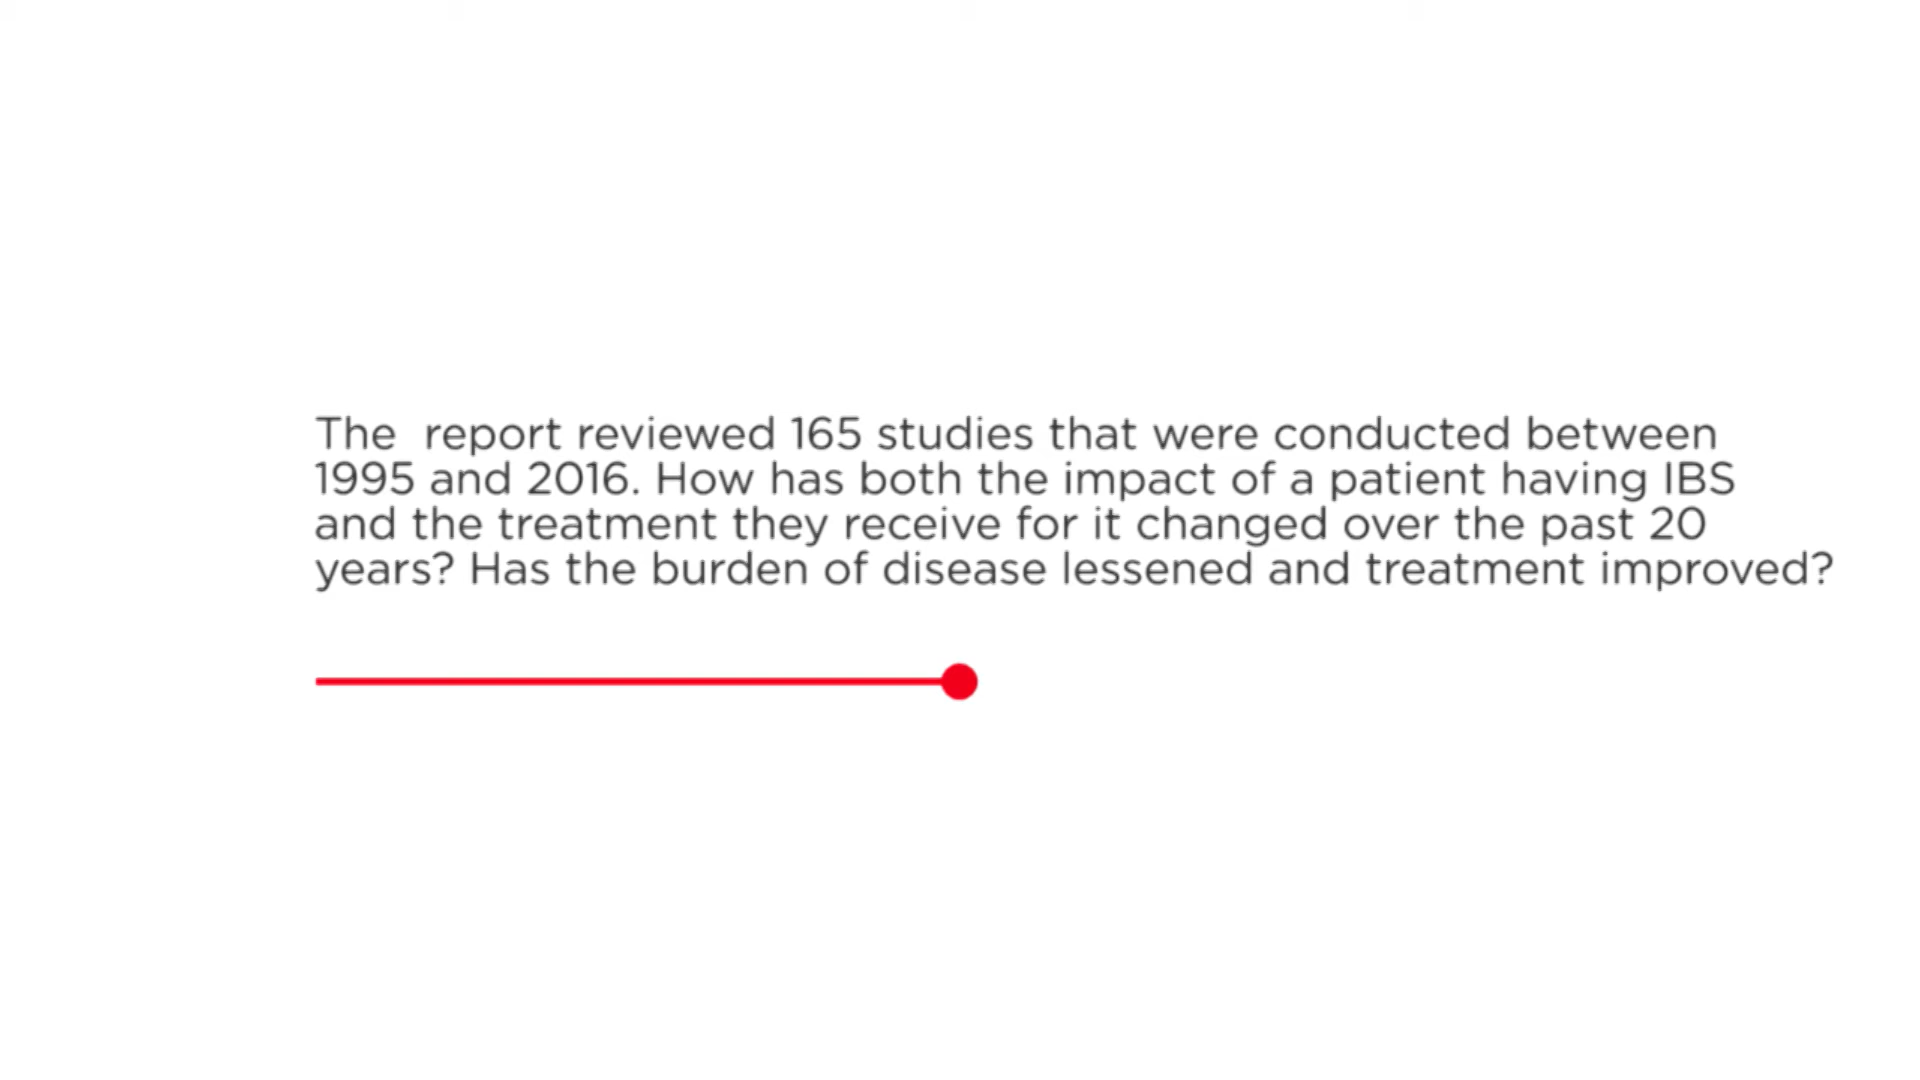 The  report reviewed 165 studies that were conducted between
1995 and 2016. How has both the impact of a patient having IBS
and the treatment they receive for it changed over the past 20
years? Has the burden of disease lessened and treatment improved?